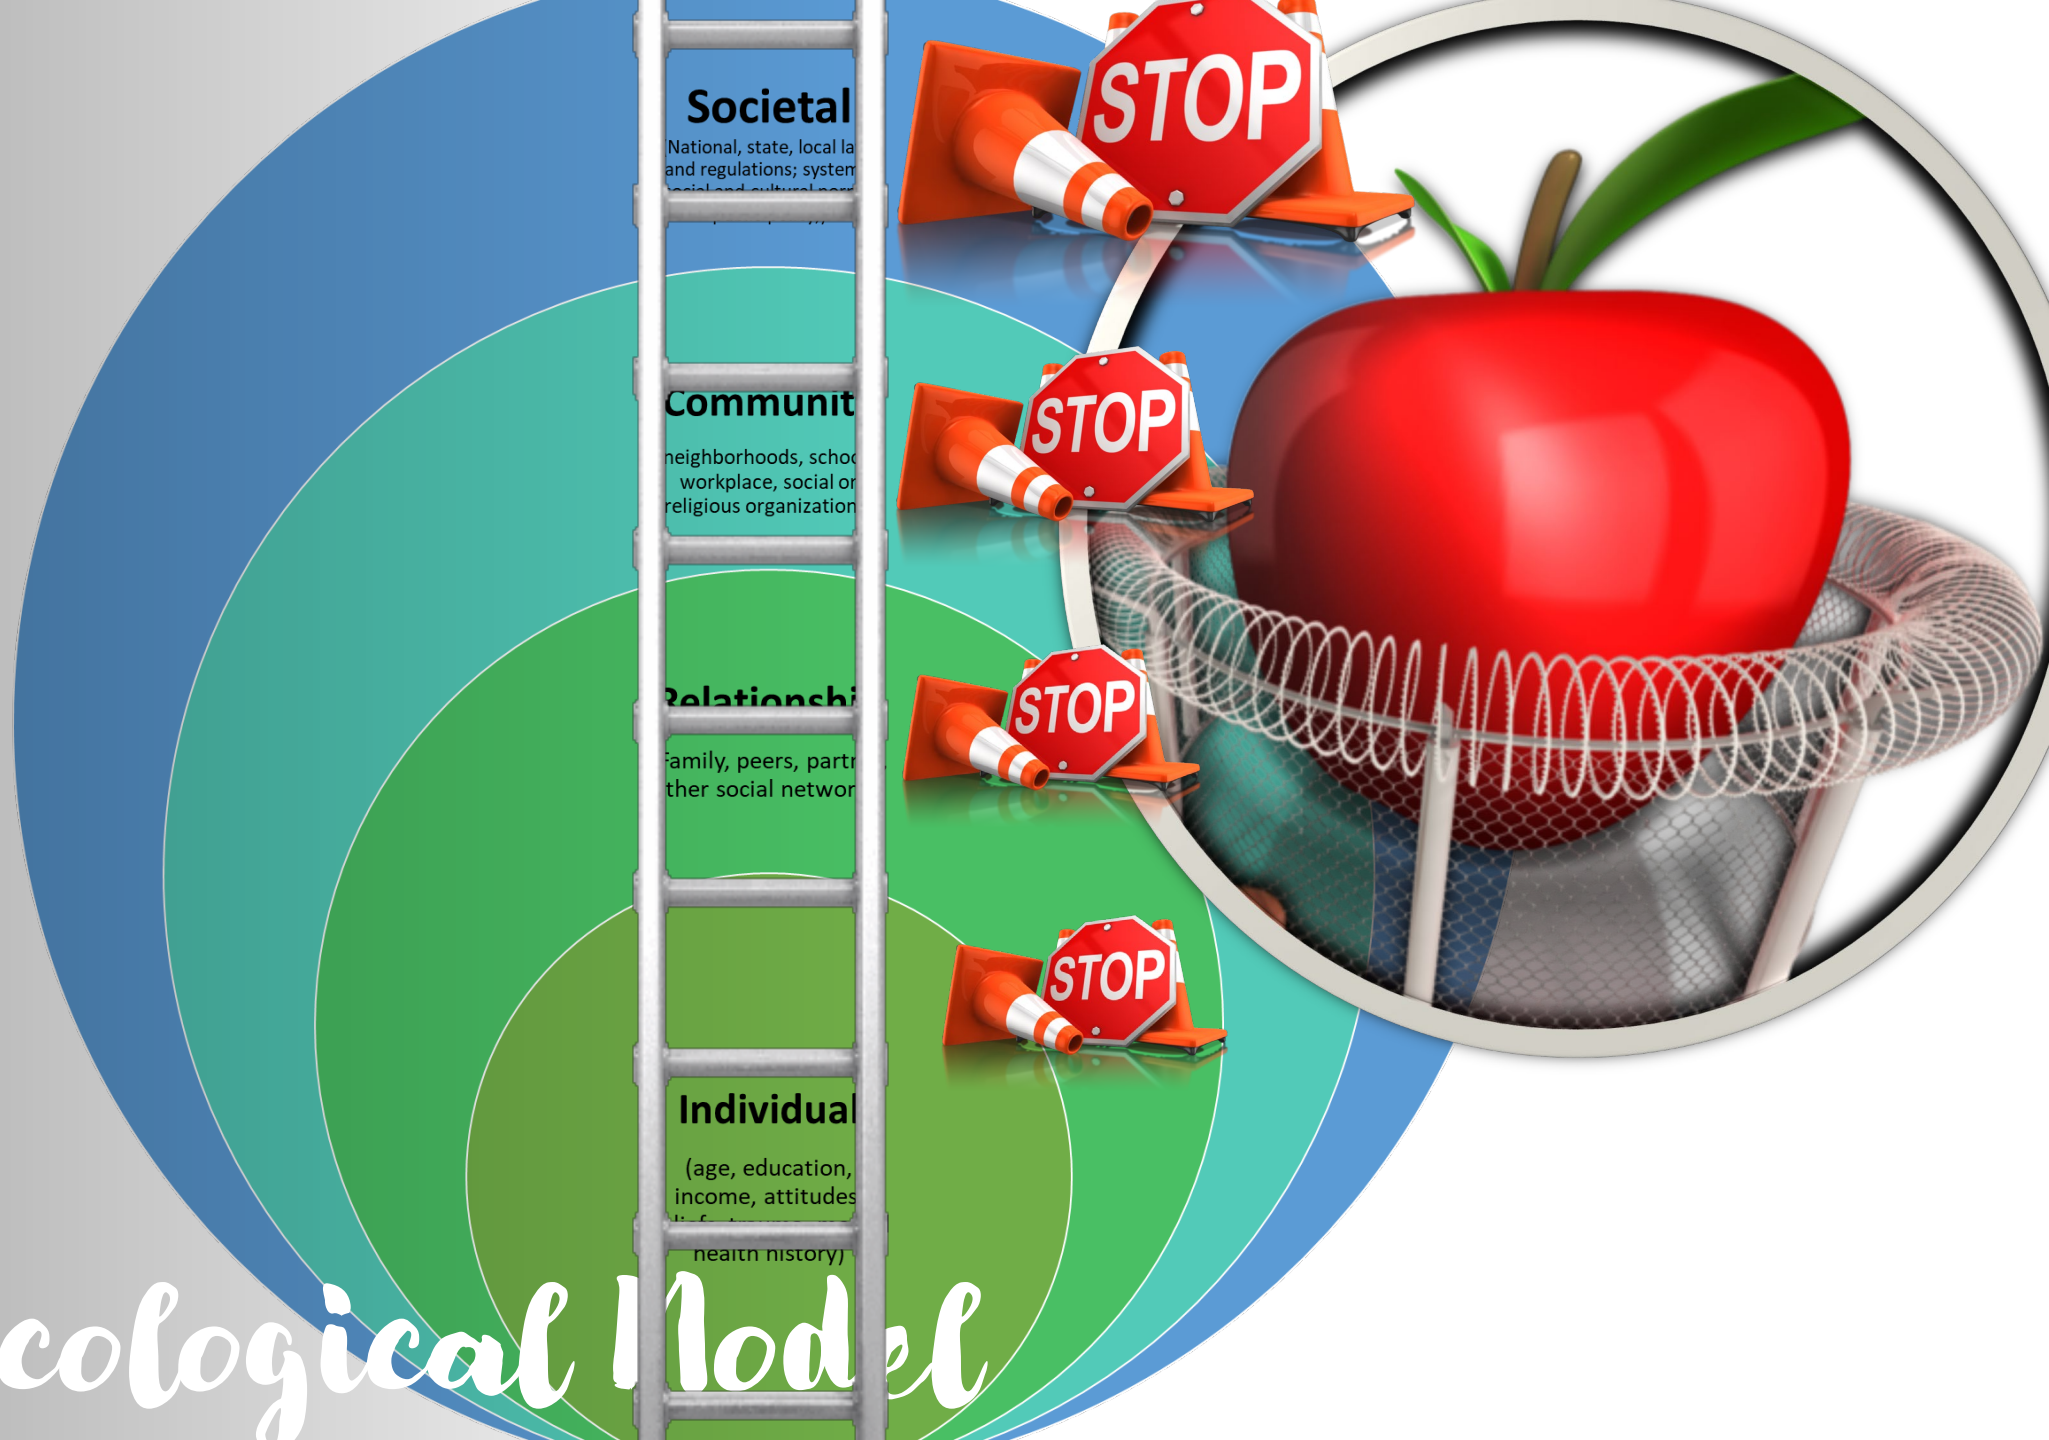 Societal
National, state, local la
and regulations; system
STOP
Communit
neighborhoods, schoo
workplace, social or
religious organization
STOP
Relationshi
Family, peers, partn
ther social networ
STOP
STOP
Individual
(age, education,
income, attitudes
health history)
cological Model